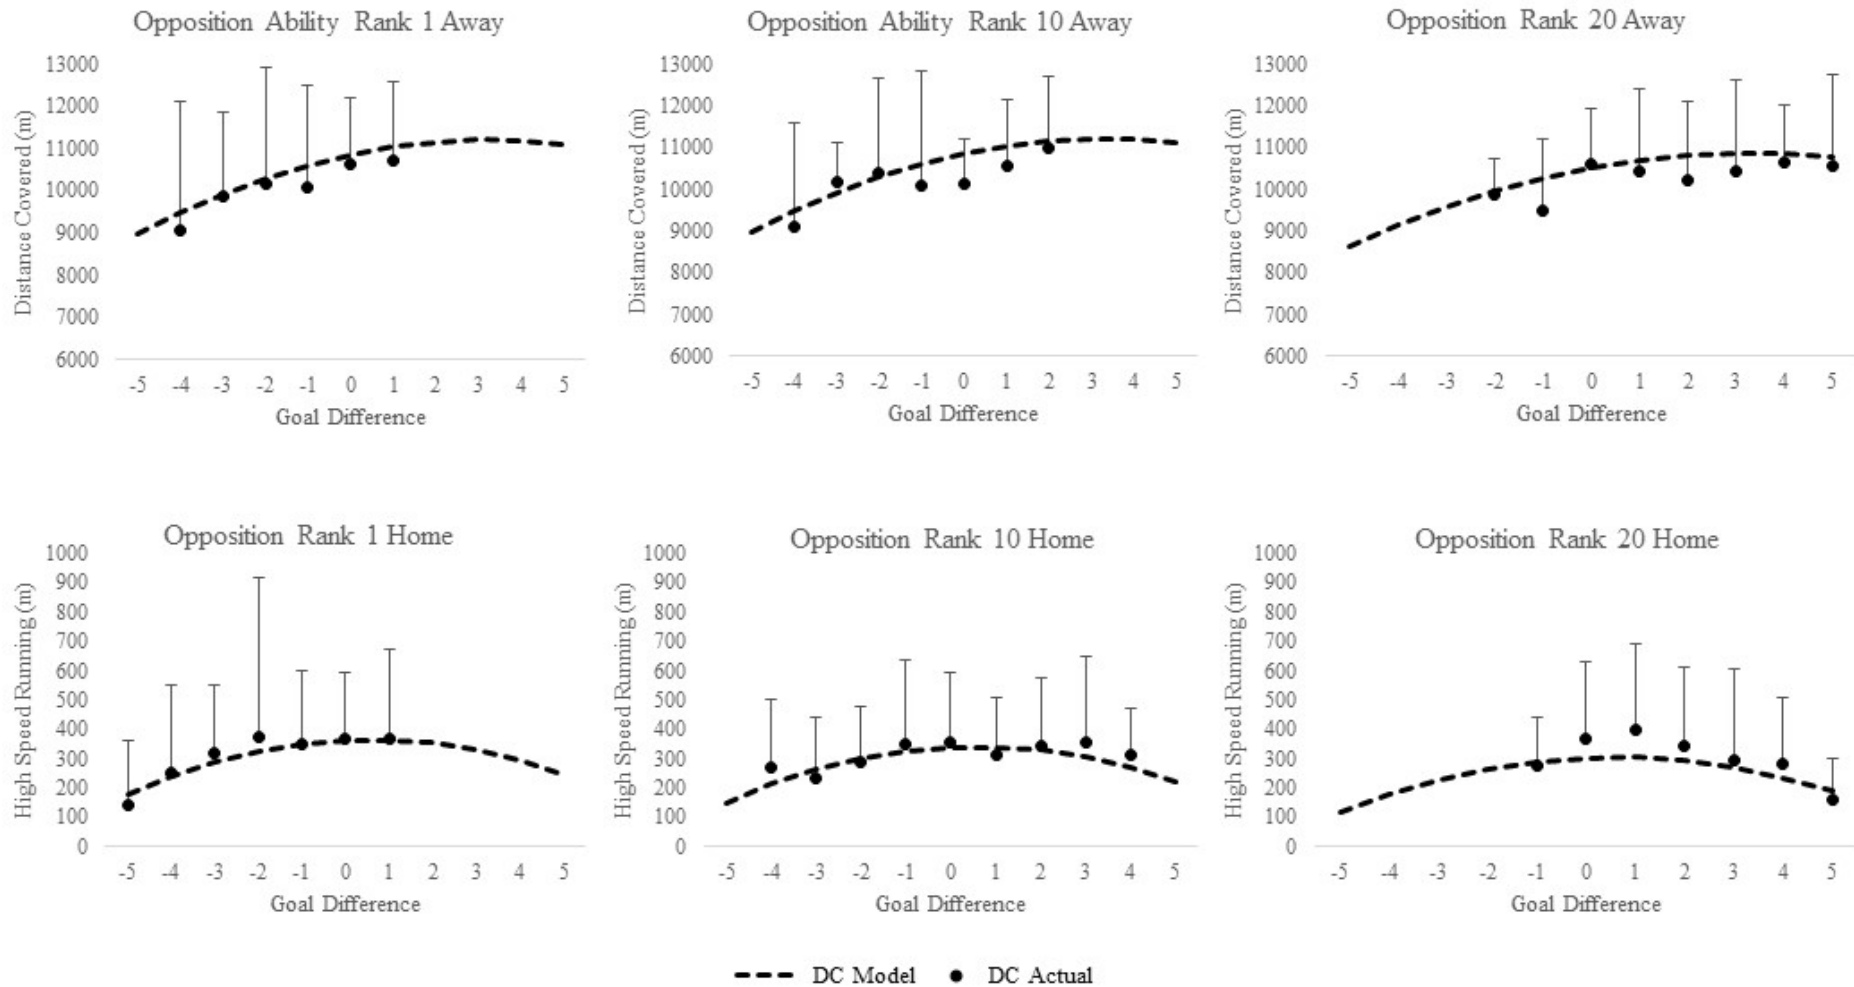 Opposition Ability Rank 1 Away
Distance Covered (m)
13000
12000
11000
10000
9000
8000
7000
6000
-5 -4 -3 -2 -1 0 1 2 3 4 5
Goal Difference
Opposition Ability Rank 10 Away
Distance Covered (m)
13000
12000
11000
10000
9000
8000
7000
6000
-5 -4 -3 -2 -1 0 1 2 3 4 5
Goal Difference
Opposition Rank 20 Away
Distance Covered (m)
13000
12000
11000
10000
9000
8000
7000
6000
-5 -4 -3 -2 -1 0 1 2 3 4 5
Goal Difference
Opposition Rank 1 Home
High Speed Running (m)
1000
900
800
700
600
500
400
300
200
100
0
-5 -4 -3 -2 -1 0 1 2 3 4 5
Goal Difference
Opposition Rank 10 Home
High Speed Running (m)
1000
900
800
700
600
500
400
300
200
100
0
-5 -4 -3 -2 -1 0 1 2 3 4 5
Goal Difference
Opposition Rank 20 Home
High Speed Running (m)
1000
900
800
700
600
500
400
300
200
100
0
-5 -4 -3 -2 -1 0 1 2 3 4 5
Goal Difference
DC Model DC Actual